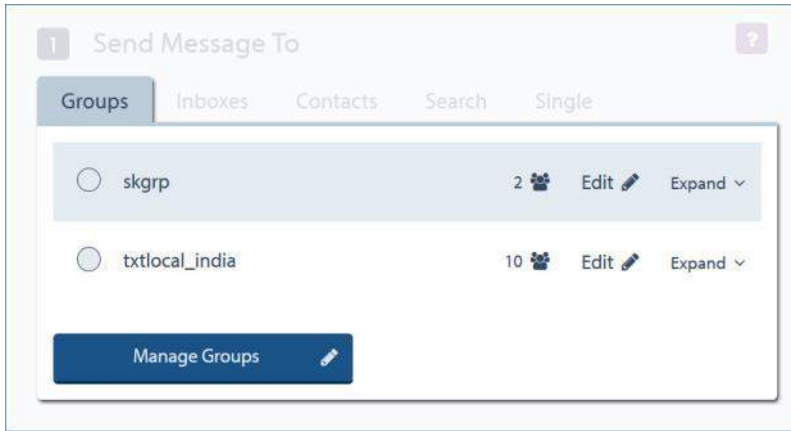 1 Send Message To ?
Groups Inboxes Contacts Search Single
skgrp 2 Edit Expand
txtlocal_india 10 Edit Expand
Manage Groups